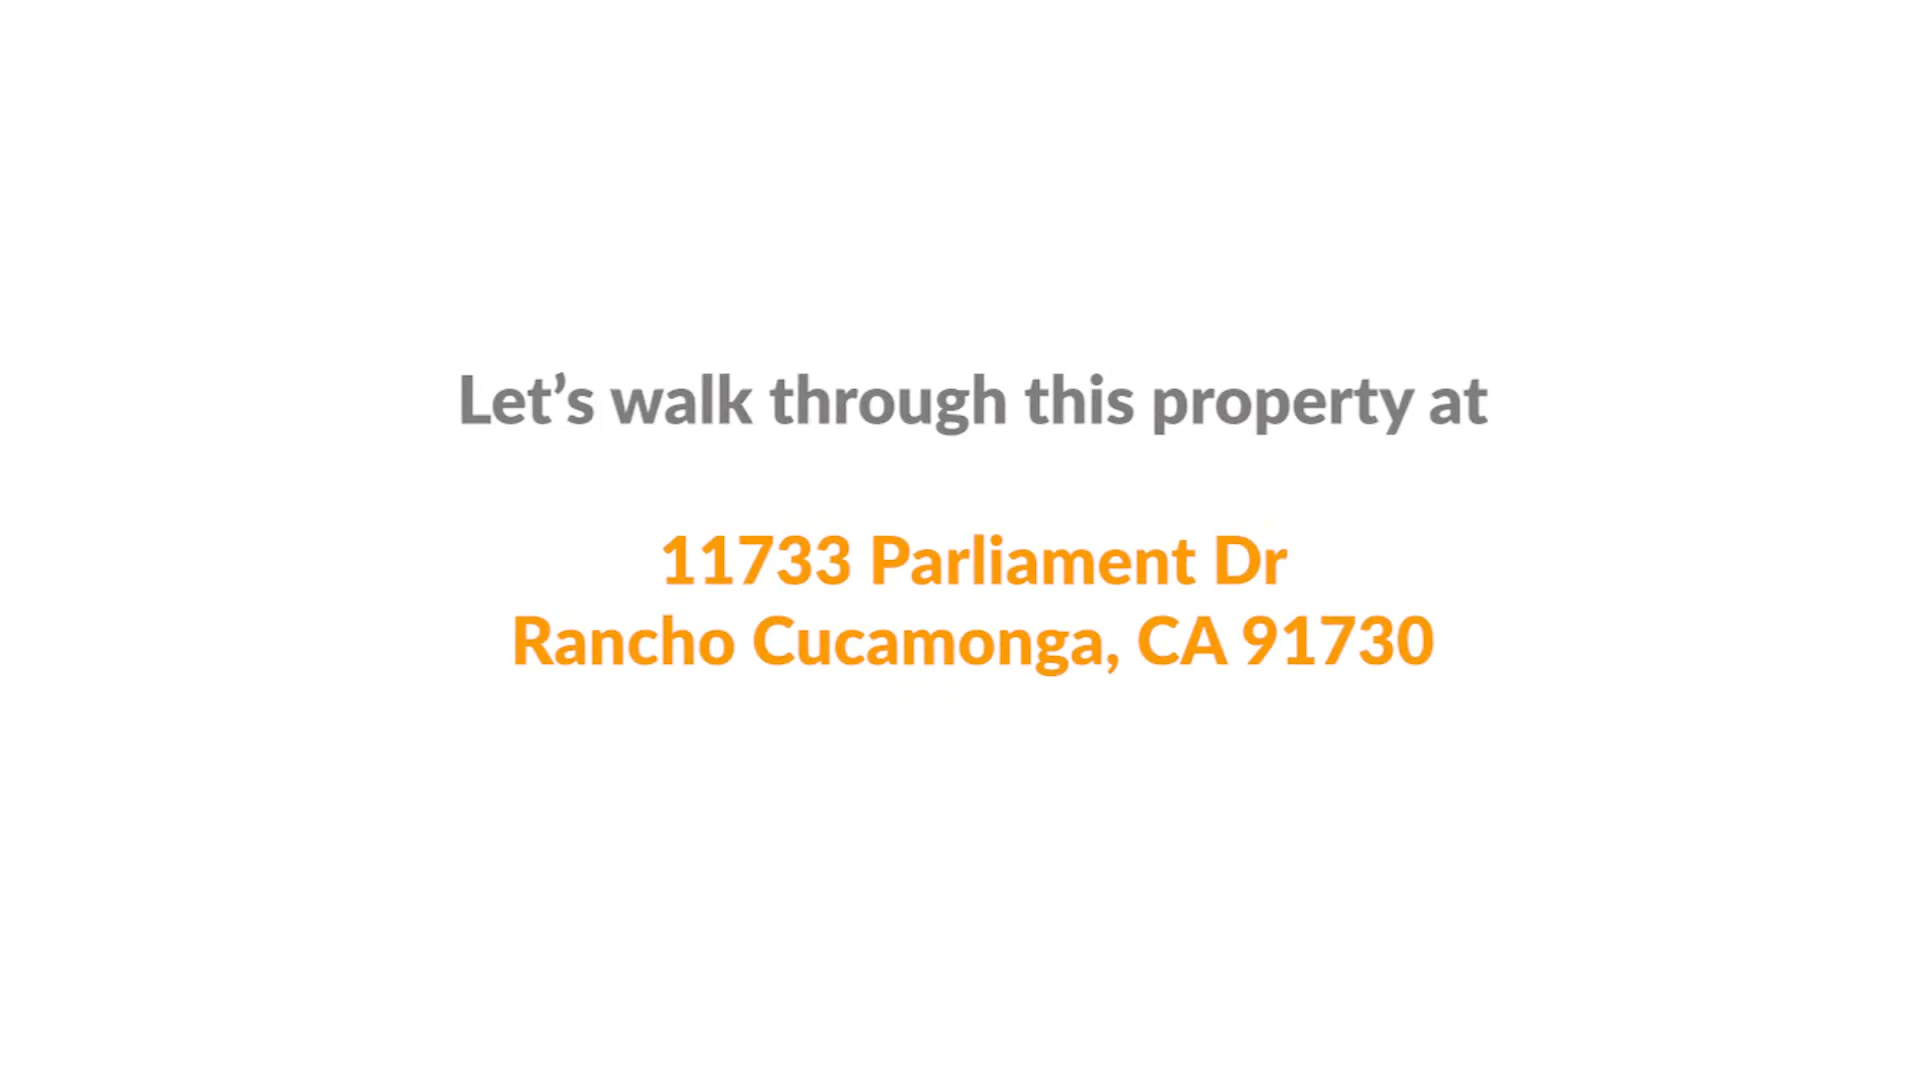 Let’s walk through this property at
11733 Parliament Dr
Rancho Cucamonga, CA 91730